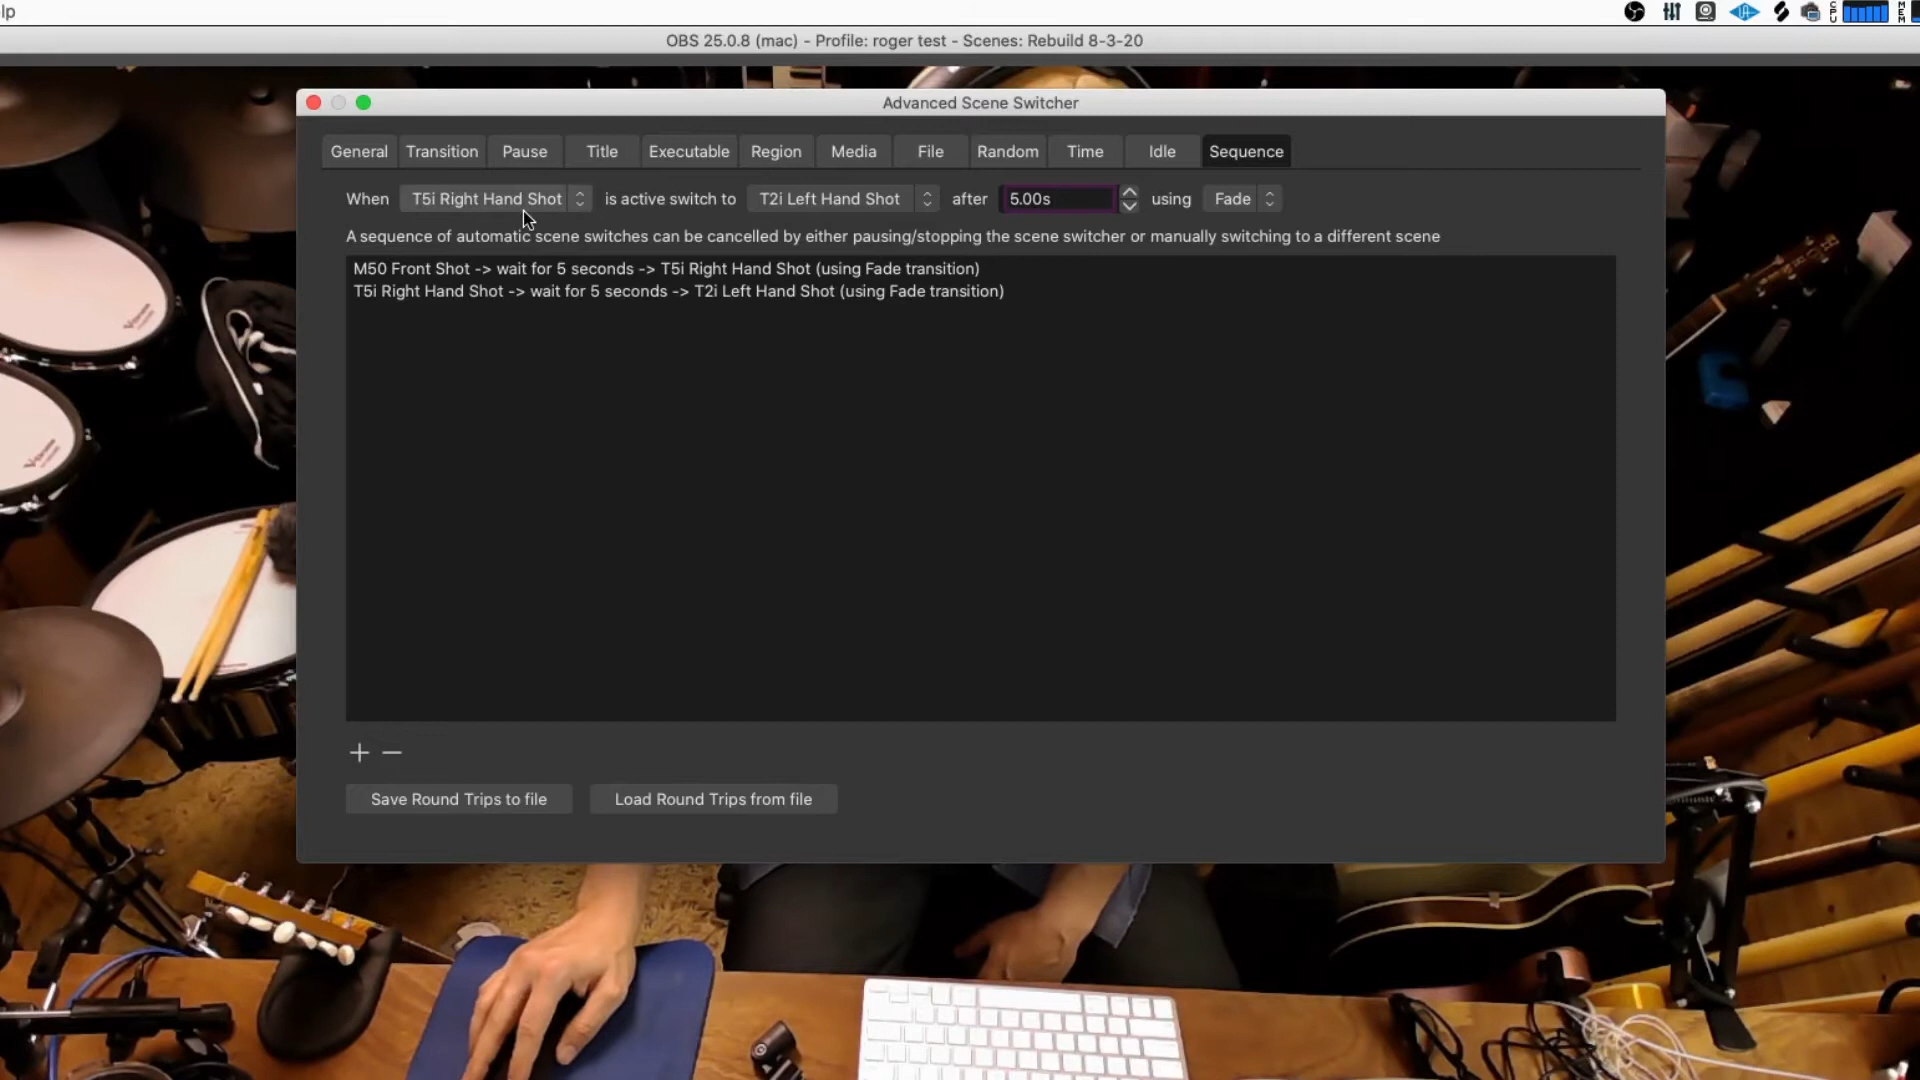 lp
OBS 25.0.8 (mac) - Profile: roger test - Scenes: Rebuild 8-3-20
Advanced Scene Switcher
General Transition Pause Title Executable Region Media File Random Time Idle Sequence
When T5i Right Hand Shot is active switch to T2i Left Hand Shot after 5.00s using Fade
A sequence of automatic scene switches can be cancelled by either pausing/stopping the scene switcher or manually switching to a different scene
M50 Front Shot -> wait for 5 seconds -> T5i Right Hand Shot (using Fade transition)
T5i Right Hand Shot -> wait for 5 seconds -> T2i Left Hand Shot (using Fade transition)
Save Round Trips to file Load Round Trips from file